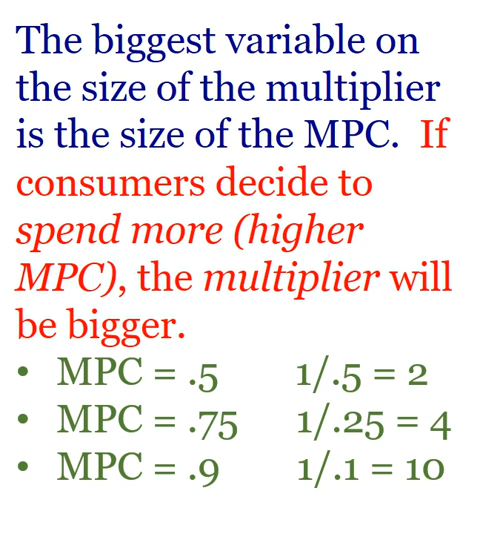 The biggest variable on
the size of the multiplier
is the size of the MPC. If
consumers decide to
spend more (higher
MPC), the multiplier will
be bigger.
• MPC = .5 1/.5 = 2
• MPC = .75 1/.25 = 4
• MPC = .9 1/.1 = 10